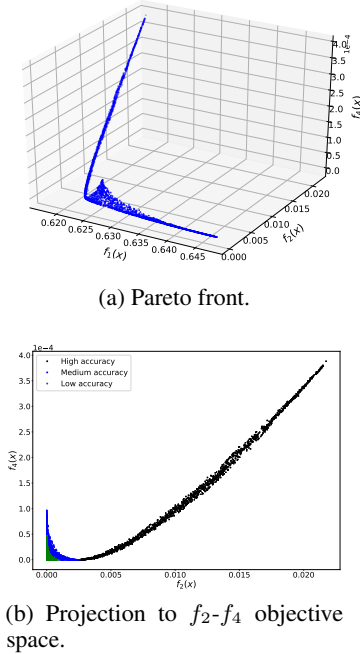 4.0
3.5
3.0
2.5
2.0
1.5
1.0
0.5
0.0
1e-4
f4(x)
0.620
0.625
0.630
0.635
0.640
0.645
f1(x)
0.000
0.005
0.010
0.015
0.020
f2(x)
(a) Pareto front.
1e-4
High accuracy
Medium accuracy
Low accuracy
4.0
3.5
3.0
2.5
2.0
1.5
1.0
0.5
0.0
f4(x)
0.000
0.005
0.010
0.015
0.020
f2(x)
(b) Projection to f2-f4 objective
space.